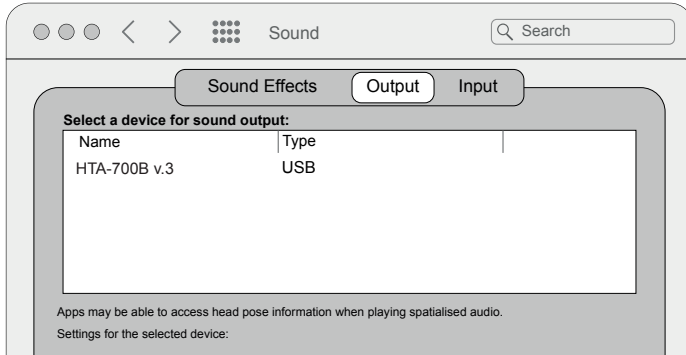 Sound
Search
Sound Effects Output Input
Select a device for sound output:
Name Type
HTA-700B v.3 USB
Apps may be able to access head pose information when playing spatialised audio.
Settings for the selected device: